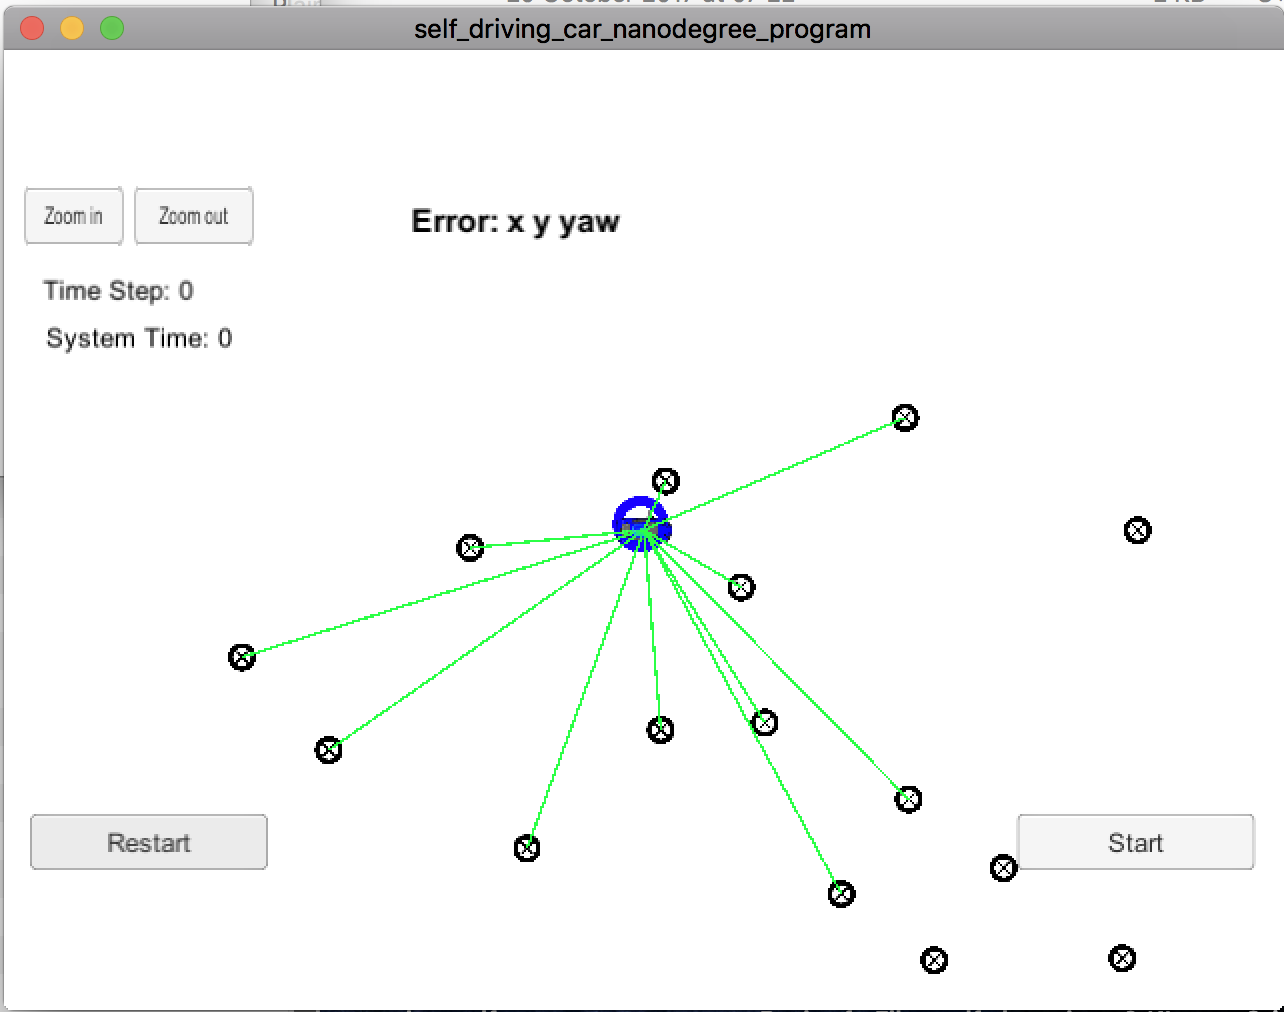 self_driving_car_nanodegree_program
Zoom in
Zoom out
Error: x y yaw
Time Step: 0
System Time: 0
Restart
Start